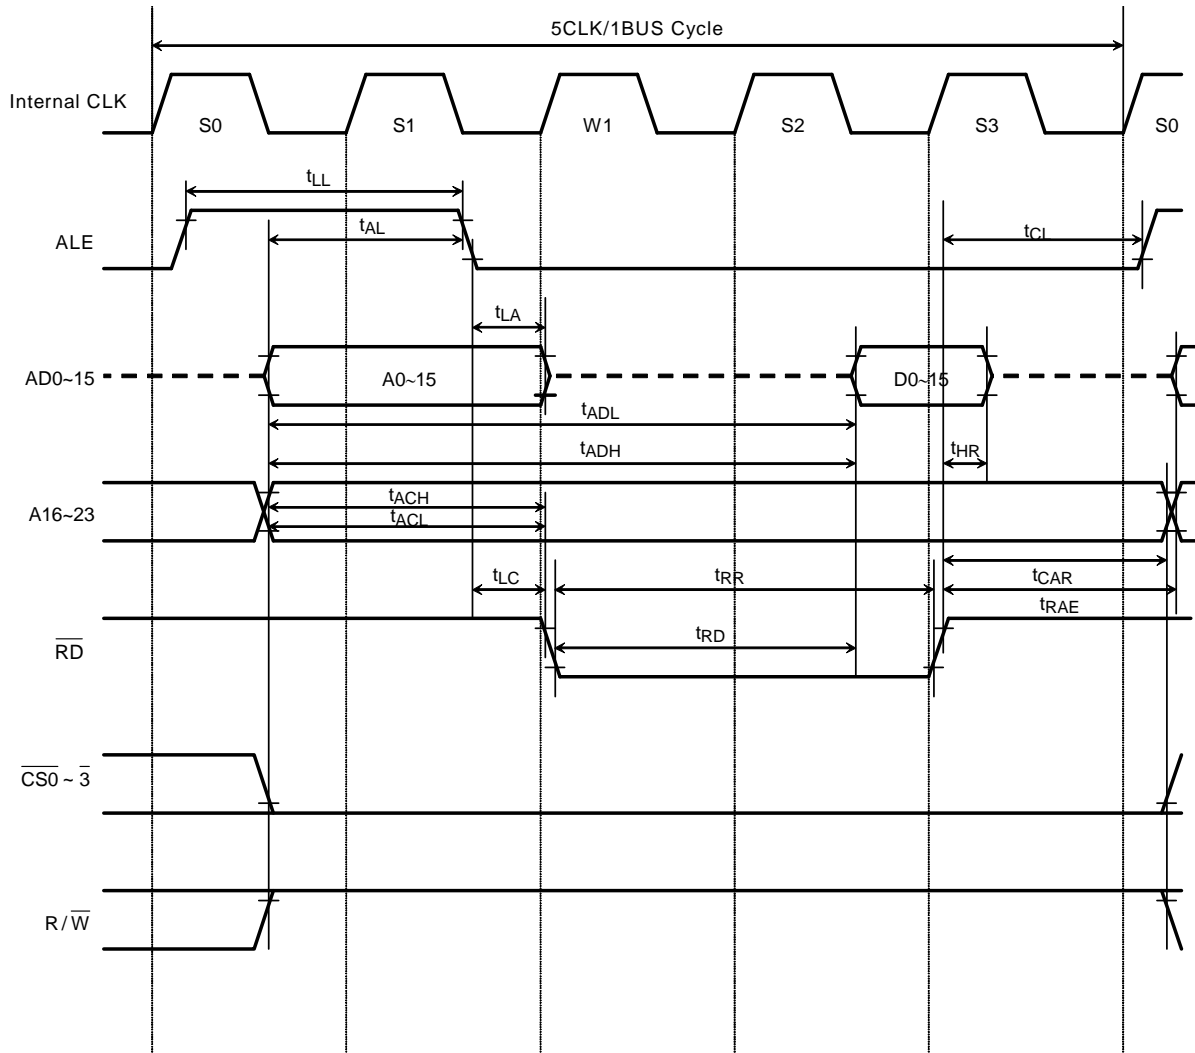 5CLK/1BUS Cycle
Internal CLK
S0 S1 W1 S2 S3 S0
tLL
ALE
tAL tCL
tLA
AD0~15 A0~15 D0~15
tADL
tADH tHR
A16~23
tACH
tACL
tLC tRR tCAR
tRAE
RD
tRD
CS0 ~ 3
R / W